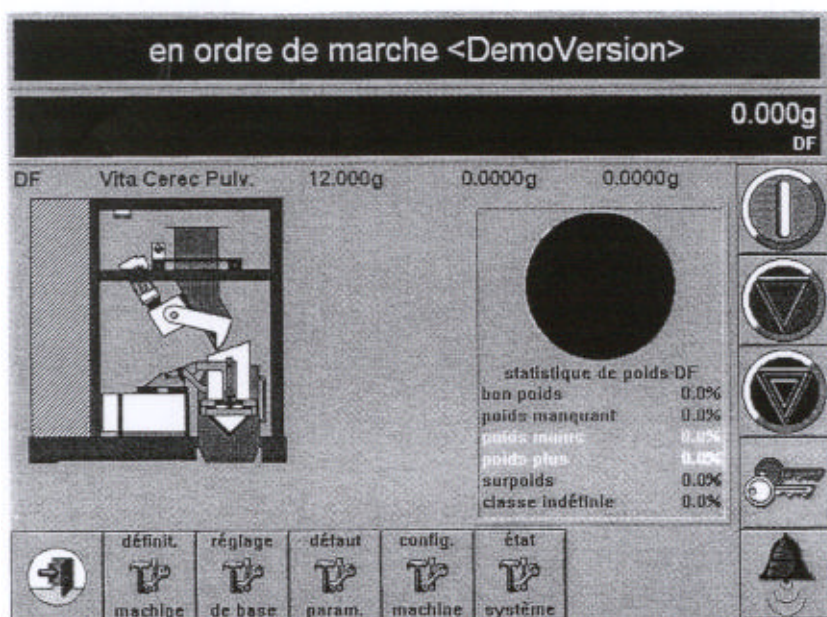 en ordre de marche <DemoVersion>
0.000g
DF
DF Vita Cerec Pulv. 12.000g 0.0000g 0.0000g
statistique de poids DF
bon poids 0.0%
poids manquant 0.0%
poids moins 0.0%
poids plus 0.0%
surpoids 0.0%
classe indéfinie 0.0%
définit. réglage défaut config. état
machine de base param. machine système